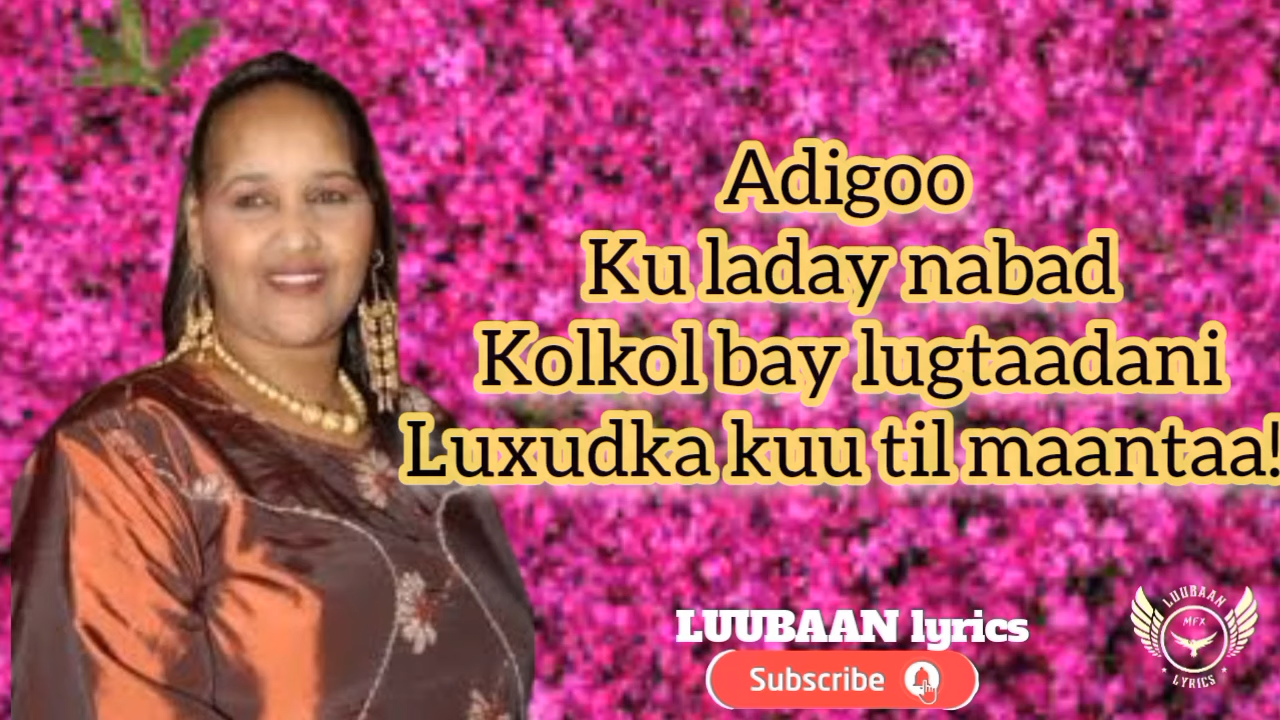 Adigoo
Ku laday nabad
Kolkol bay lugtaadani
Luxudka kuu til maantaa!
LUUBAAN lyrics
Subscribe
LUUBAAN
MFX
LYRICS